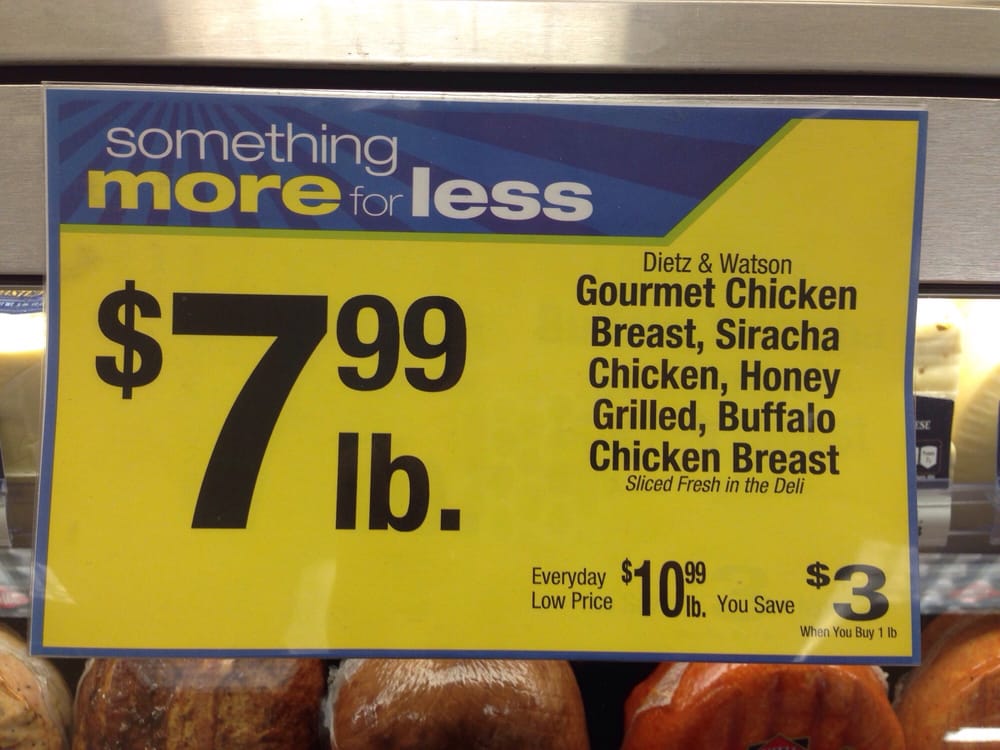 something
more for less
$7.99
lb.
Dietz & Watson
Gourmet Chicken
Breast, Siracha
Chicken, Honey
Grilled, Buffalo
Chicken Breast
Sliced Fresh in the Deli
Everyday
Low Price
$10.99
lb.
You Save
$3
When You Buy 1 lb